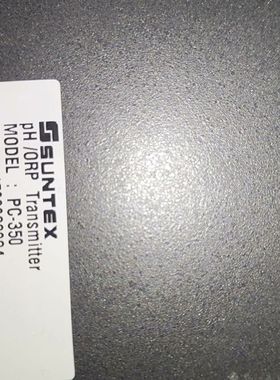 SUNTEX
pH/ORP Transmitter
MODEL : PC-350